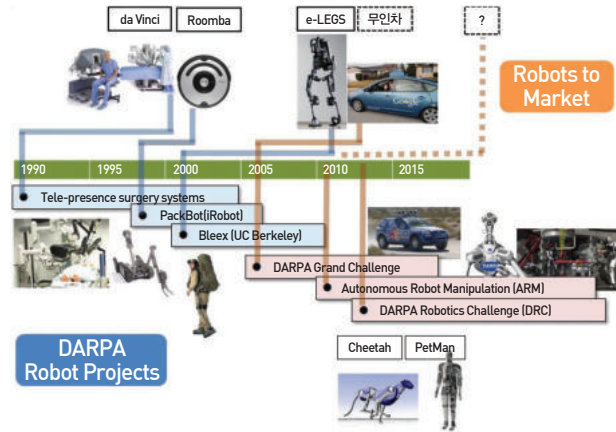 da Vinci
Roomba
e-LEGS
무인차
?
Robots to
Market
Google
1990
1995
2000
2005
2010
2015
Tele-presence surgery systems
PackBot(iRobot)
Bleex (UC Berkeley)
DARPA Grand Challenge
Autonomous Robot Manipulation (ARM)
DARPA Robotics Challenge (DRC)
DARPA
Robot Projects
Cheetah
PetMan